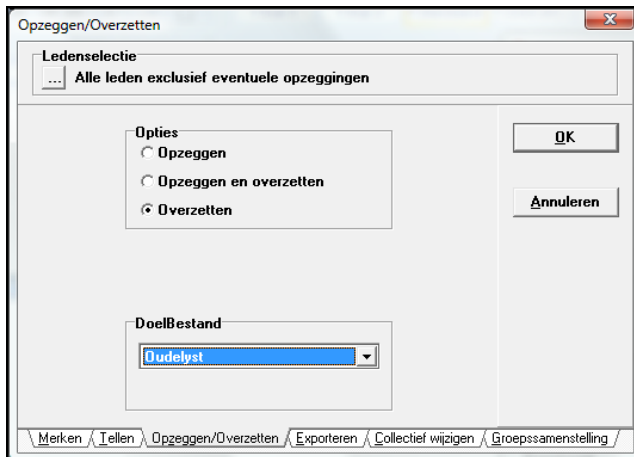 Opzeggen/Overzetten
Ledenselectie
... Alle leden exclusief eventuele opzeggingen
Opties
Opzeggen
Opzeggen en overzetten
Overzetten
OK
Annuleren
DoelBestand
Oudelyst
Merken / Tellen / Opzeggen/Overzetten / Exporteren / Collectief wijzigen / Groepssamenstelling /